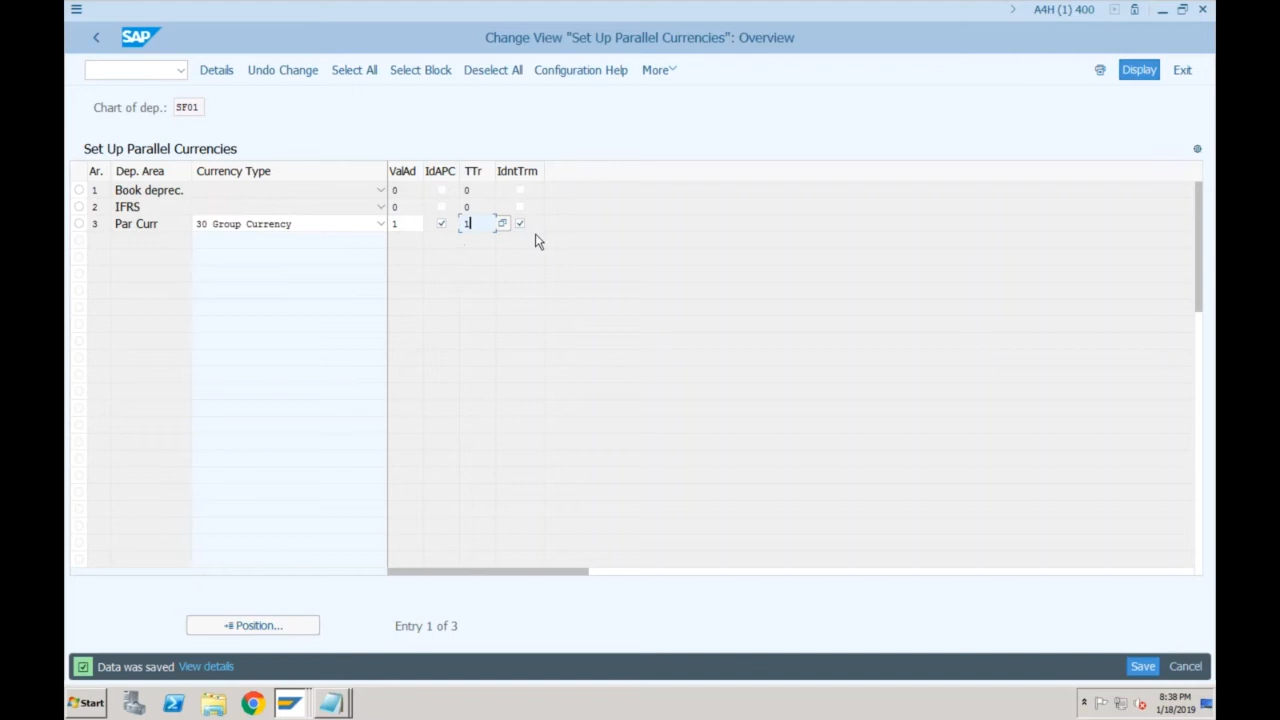 A4H (1) 400
SAP
Change View "Set Up Parallel Currencies": Overview
Details Undo Change Select All Select Block Deselect All Configuration Help More Display Exit
Chart of dep.: SF01
Set Up Parallel Currencies
Ar. Dep. Area Currency Type ValAd IdAPC TTr IdntTrm
1 Book deprec. 0 0
2 IFRS 0 0
3 Par Curr 30 Group Currency 1 1
Position... Entry 1 of 3
Data was saved View details Save Cancel
Start 8:38 PM
1/18/2019